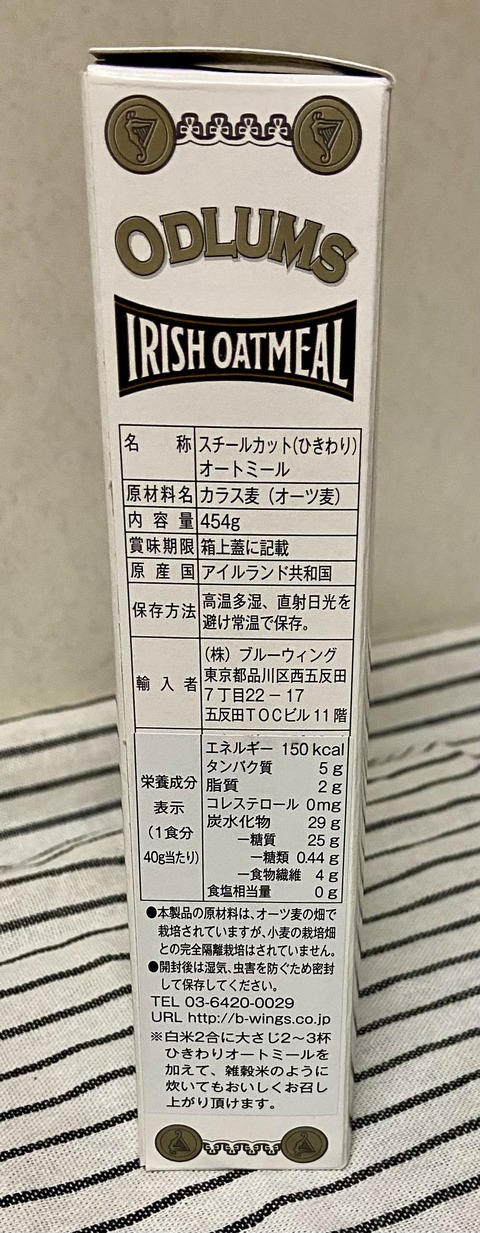 ODLUMS
IRISH OATMEAL
名 称 スチールカット(ひきわり)
オートミール
原材料名 カラス麦（オーツ麦）
内 容 量 454g
賞味期限 箱上蓋に記載
原 産 国 アイルランド共和国
保存方法 高温多湿、直射日光を
避け常温で保存。
輸 入 者 (株) ブルーウィング
東京都品川区西五反田
7丁目22－17
五反田TOCビル11階
栄養成分
表示
(1食分
40g当たり)
エネルギー 150kcal
タンパク質 5g
脂質 2g
コレステロール 0mg
炭水化物 29g
ー糖質 25g
ー糖類 0.44g
ー食物繊維 4g
食塩相当量 0g
●本製品の原材料は、オーツ麦の畑で
栽培されていますが、小麦の栽培畑
との完全隔離栽培はされていません。
●開封後は湿気、虫害を防ぐため密封
して保存してください。
TEL 03-6420-0029
URL http://b-wings.co.jp
※白米2合に大さじ2～3杯
ひきわりオートミールを
加えて、雑穀米のように
炊いてもおいしくお召し
上がり頂けます。